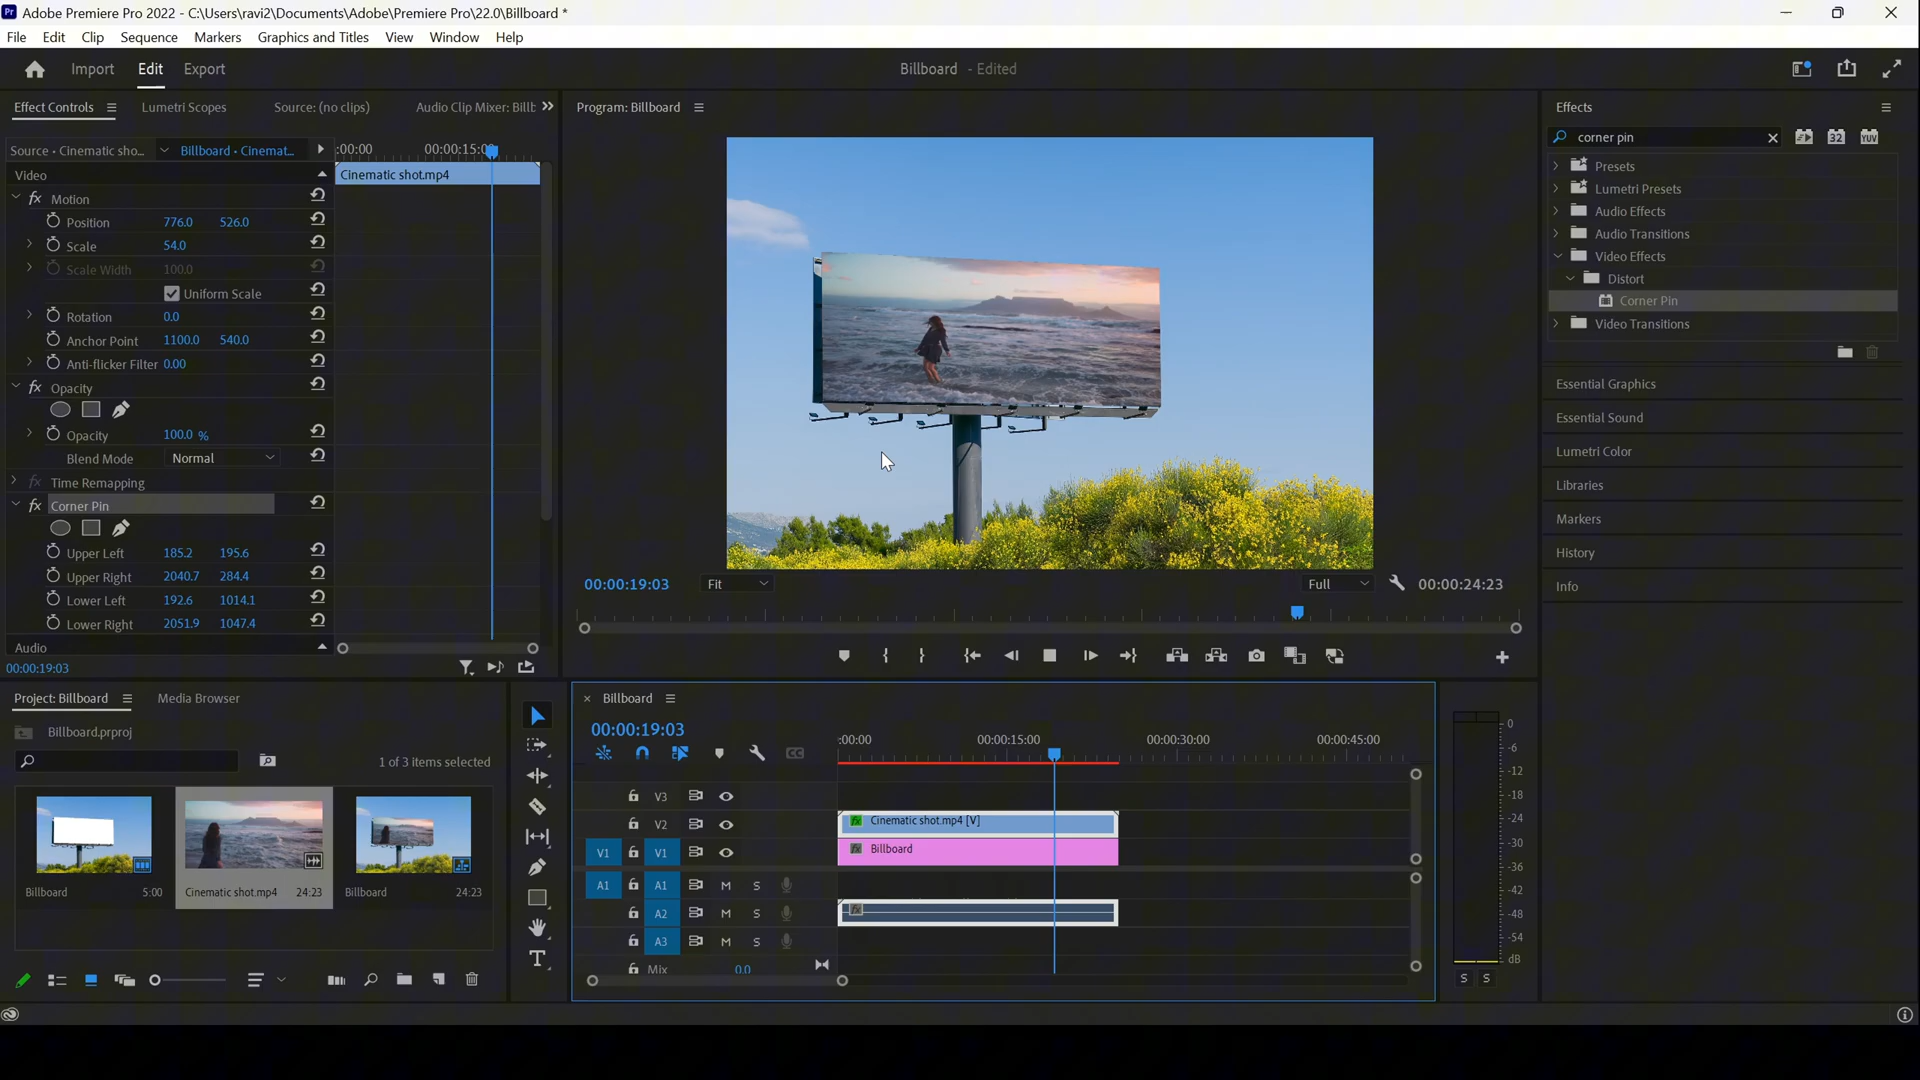 Pr Adobe Premiere Pro 2022 - C:\Users\ravi2\Documents\Adobe\Premiere Pro\22.0\Billboard *
File Edit Clip Sequence Markers Graphics and Titles View Window Help
Import Edit Export
Billboard - Edited
Effect Controls Lumetri Scopes Source: (no clips) Audio Clip Mixer: Billb
Source • Cinematic sho... Billboard • Cinemat... :00:00 00:00:15:00
Video Cinematic shot.mp4
fx Motion
Position 776.0 526.0
Scale 54.0
Scale Width 100.0
Uniform Scale
Rotation 0.0
Anchor Point 1100.0 540.0
Anti-flicker Filter 0.00
fx Opacity
Opacity 100.0 %
Blend Mode Normal
fx Time Remapping
fx Corner Pin
Upper Left 185.2 195.6
Upper Right 2040.7 284.4
Lower Left 192.6 1014.1
Lower Right 2051.9 1047.4
Audio
00:00:19:03
Program: Billboard
00:00:19:03 Fit Full 00:00:24:23
Effects
corner pin 32 YUV
Presets
Lumetri Presets
Audio Effects
Audio Transitions
Video Effects
Distort
Corner Pin
Video Transitions
Essential Graphics
Essential Sound
Lumetri Color
Libraries
Markers
History
Info
Project: Billboard Media Browser
Billboard.prproj
1 of 3 items selected
Billboard 5:00
Cinematic shot.mp4 24:23
Billboard 24:23
T
× Billboard
00:00:19:03
CC
:00:00 00:00:15:00 00:00:30:00 00:00:45:00
V3
V2 fx Cinematic shot.mp4 [V]
V1 V1 fx Billboard
A1 A1 M S
A2 M S fx
A3 M S
Mix 0.0
0
-6
-12
-18
-24
-30
-36
-42
-48
-54
dB
S S